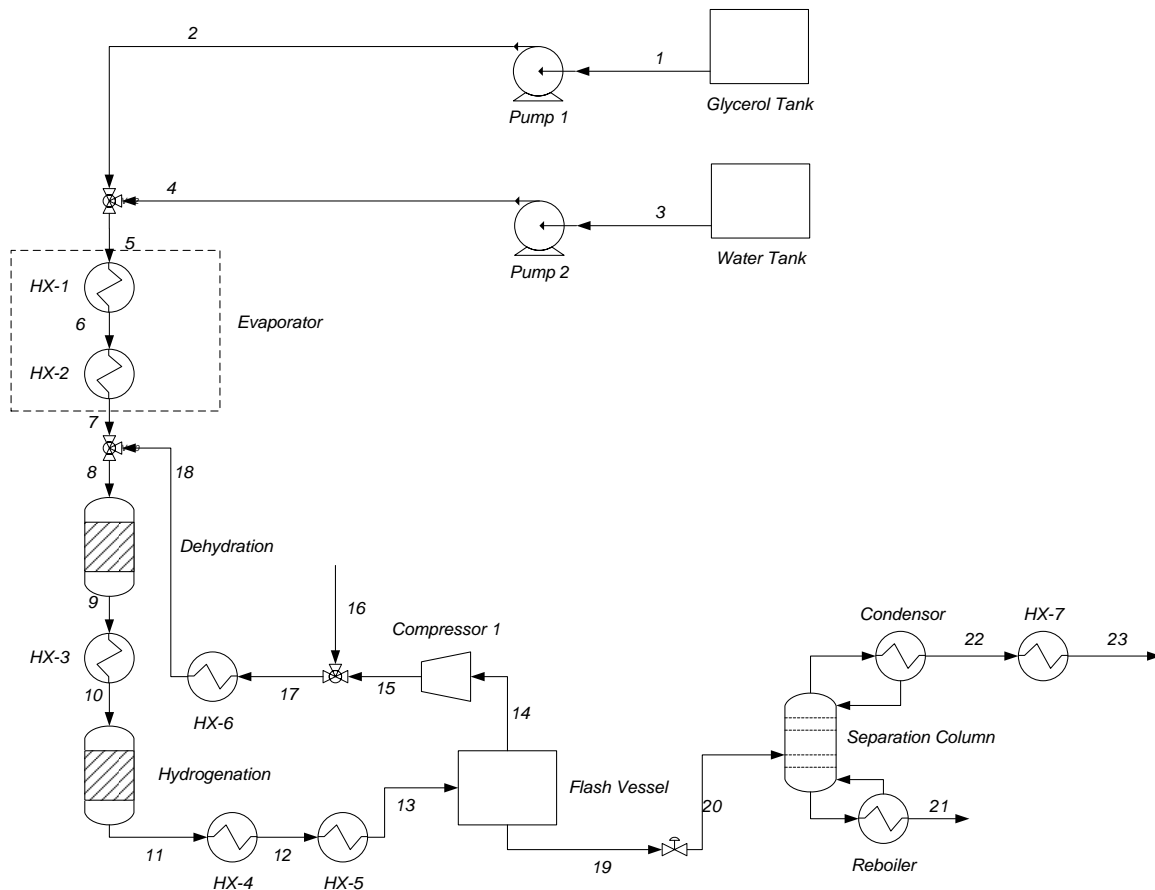 2
1
Glycerol Tank
Pump 1
4
3
Water Tank
Pump 2
5
HX-1
6
Evaporator
HX-2
7
8
18
Dehydration
9
16
Compressor 1
HX-3
10
17
15
14
HX-6
Condensor
22
HX-7
23
Separation Column
Hydrogenation
Flash Vessel
13
20
11
12
19
21
HX-4
HX-5
Reboiler